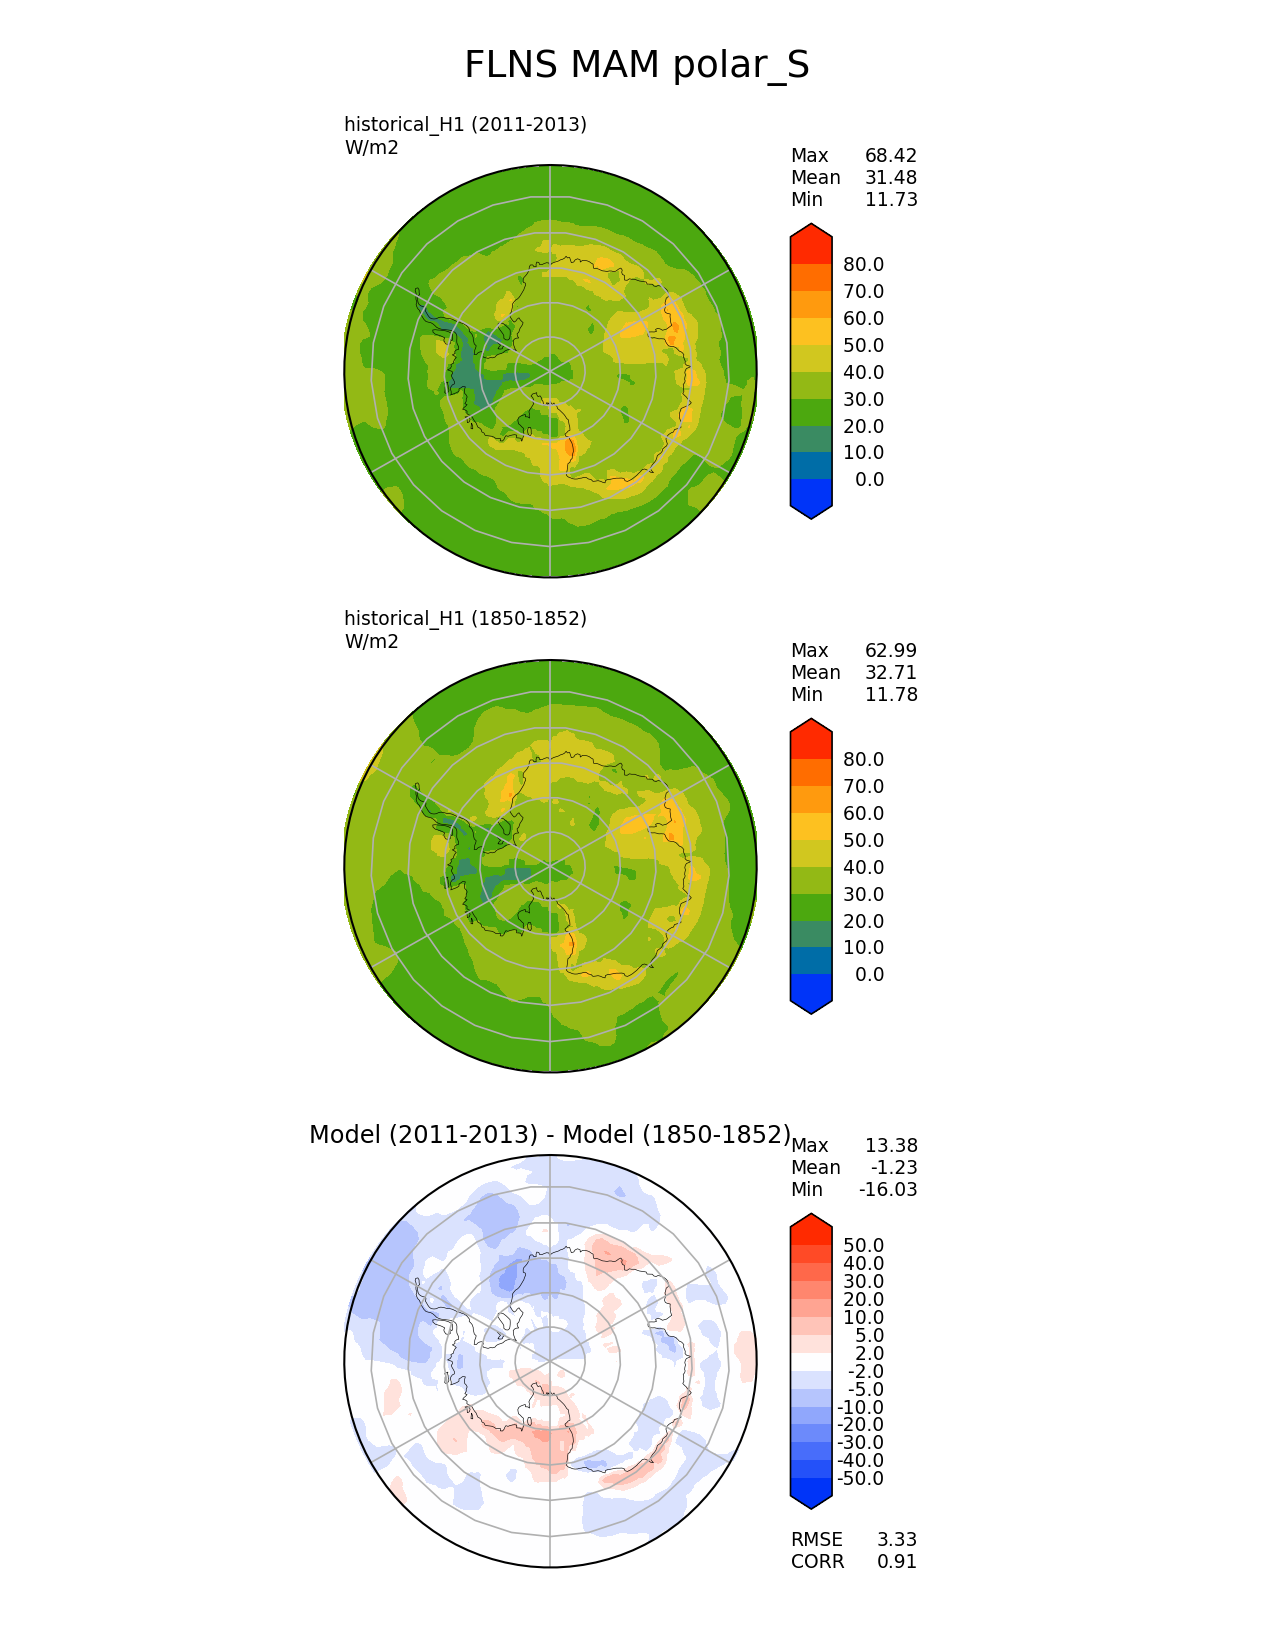 FLNS MAM polar_S
historical_H1 (2011-2013)
W/m2
Max 68.42
Mean 31.48
Min 11.73
80.0
70.0
60.0
50.0
40.0
30.0
20.0
10.0
0.0
historical_H1 (1850-1852)
W/m2
Max 62.99
Mean 32.71
Min 11.78
80.0
70.0
60.0
50.0
40.0
30.0
20.0
10.0
0.0
Model (2011-2013) - Model (1850-1852)
Max 13.38
Mean -1.23
Min -16.03
50.0
40.0
30.0
20.0
10.0
5.0
2.0
-2.0
-5.0
-10.0
-20.0
-30.0
-40.0
-50.0
RMSE 3.33
CORR 0.91